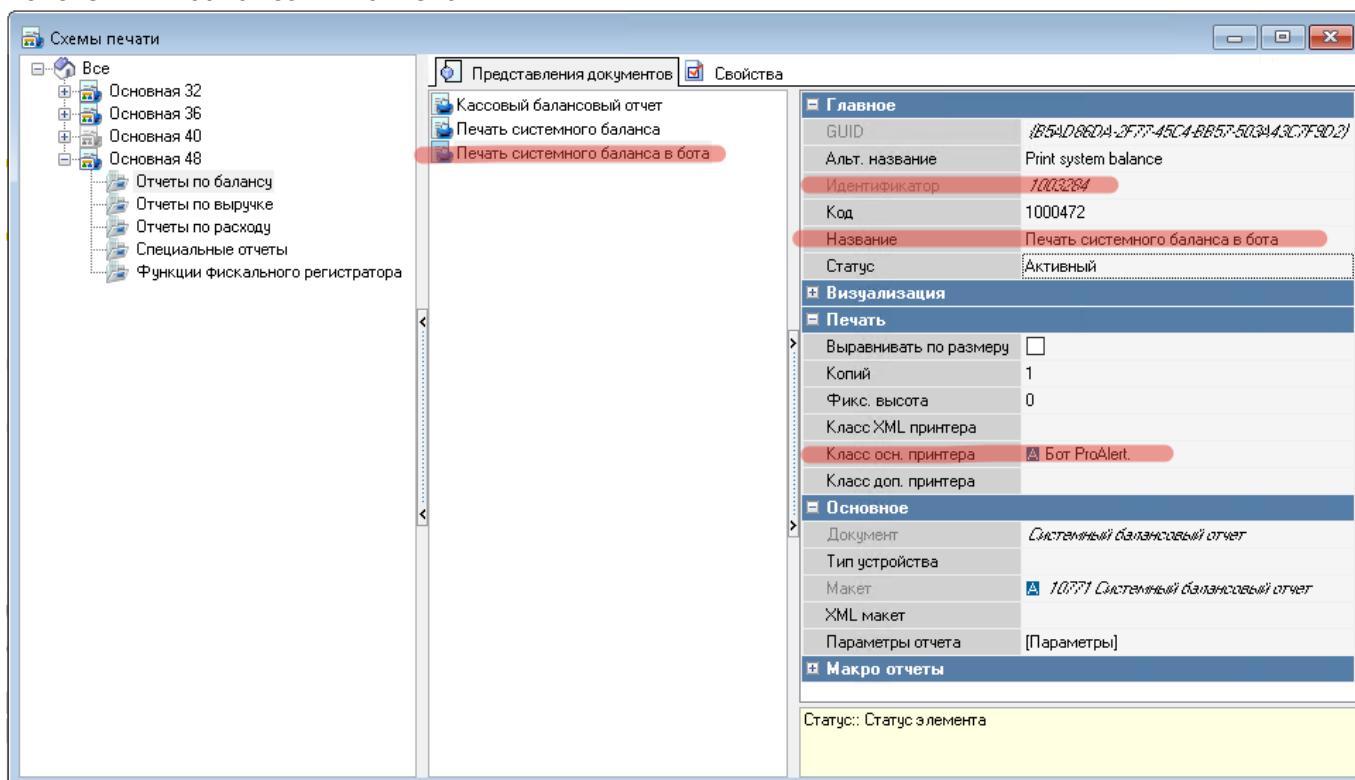 Схемы печати
Все
Основная 32
Основная 36
Основная 40
Основная 48
Отчеты по балансу
Отчеты по выручке
Отчеты по расходу
Специальные отчеты
Функции фискального регистратора
Представления документов
Свойства
Кассовый балансовый отчет
Печать системного баланса
Печать системного баланса в бота
Главное
GUID {B5AD86DA-2F77-45C4-BB57-503A43C7F9D2}
Альт. название Print system balance
Идентификатор 1003284
Код 1000472
Название Печать системного баланса в бота
Статус Активный
Визуализация
Печать
Выравнивать по размеру
Копий 1
Фикс. высота 0
Класс XML принтера
Класс осн. принтера A Бот ProAlert.
Класс доп. принтера
Основное
Документ Системный балансовый отчет
Тип устройства
Макет A 10771 Системный балансовый отчет
XML макет
Параметры отчета [Параметры]
Макро отчеты
Статус:: Статус элемента